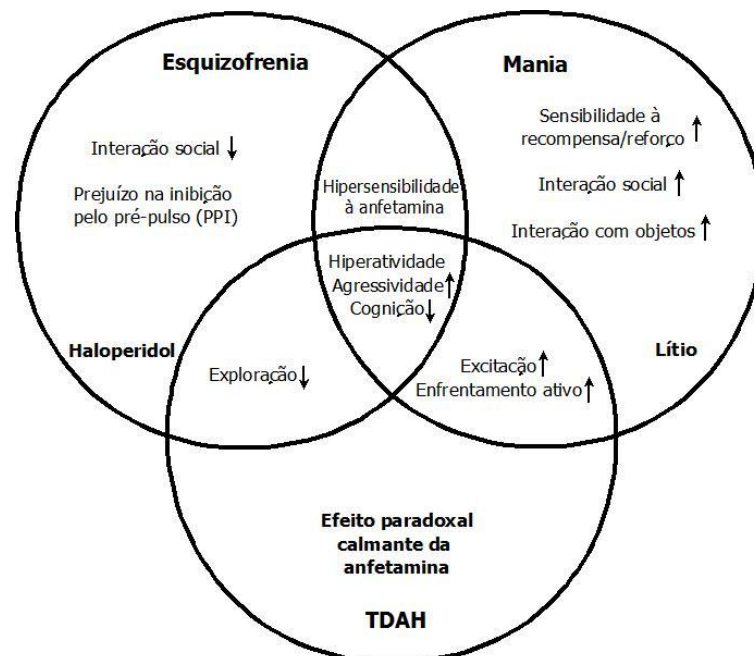 Esquizofrenia
Mania
Interação social ↓
Prejuízo na inibição
pelo pré-pulso (PPI)
Hipersensibilidade
à anfetamina
Sensibilidade à
recompensa/reforço ↑
Interação social ↑
Interação com objetos ↑
Hiperatividade
Agressividade ↑
Cognição ↓
Haloperidol
Lítio
Exploração ↓
Excitação ↑
Enfrentamento ativo ↑
Efeito paradoxal
calmante da
anfetamina
TDAH